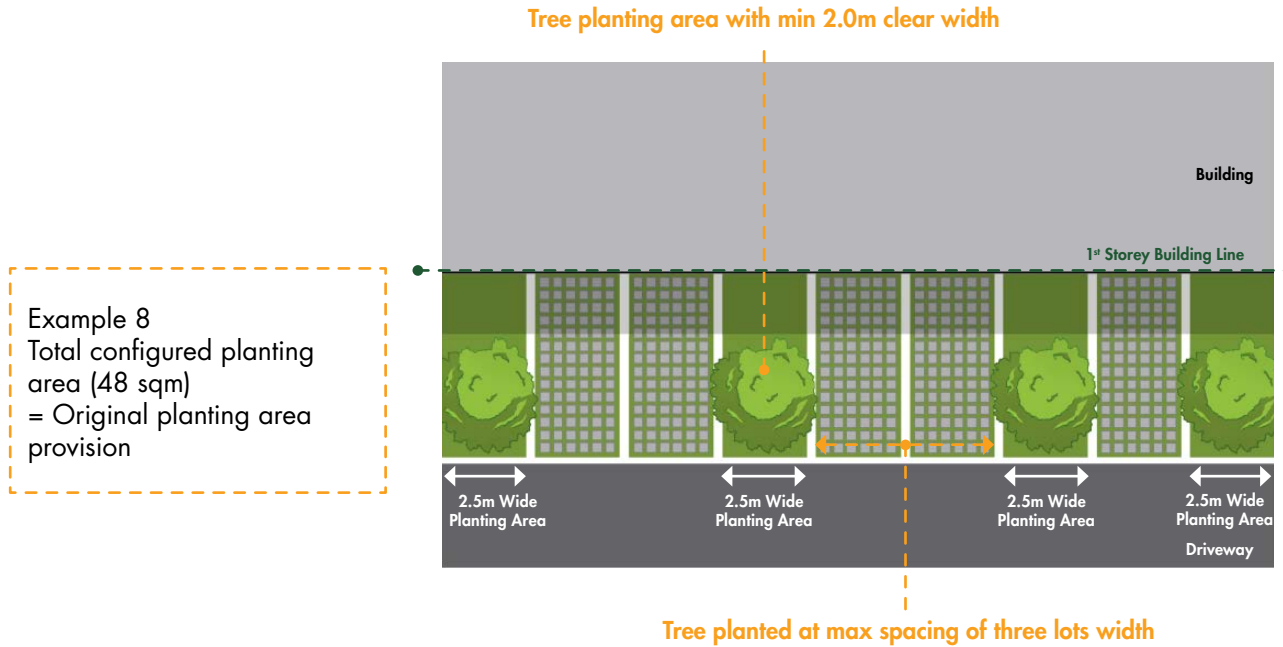 Tree planting area with min 2.0m clear width
Building
1st Storey Building Line
Example 8
Total configured planting
area (48 sqm)
= Original planting area
provision
2.5m Wide
Planting Area
2.5m Wide
Planting Area
2.5m Wide
Planting Area
2.5m Wide
Planting Area
Driveway
Tree planted at max spacing of three lots width